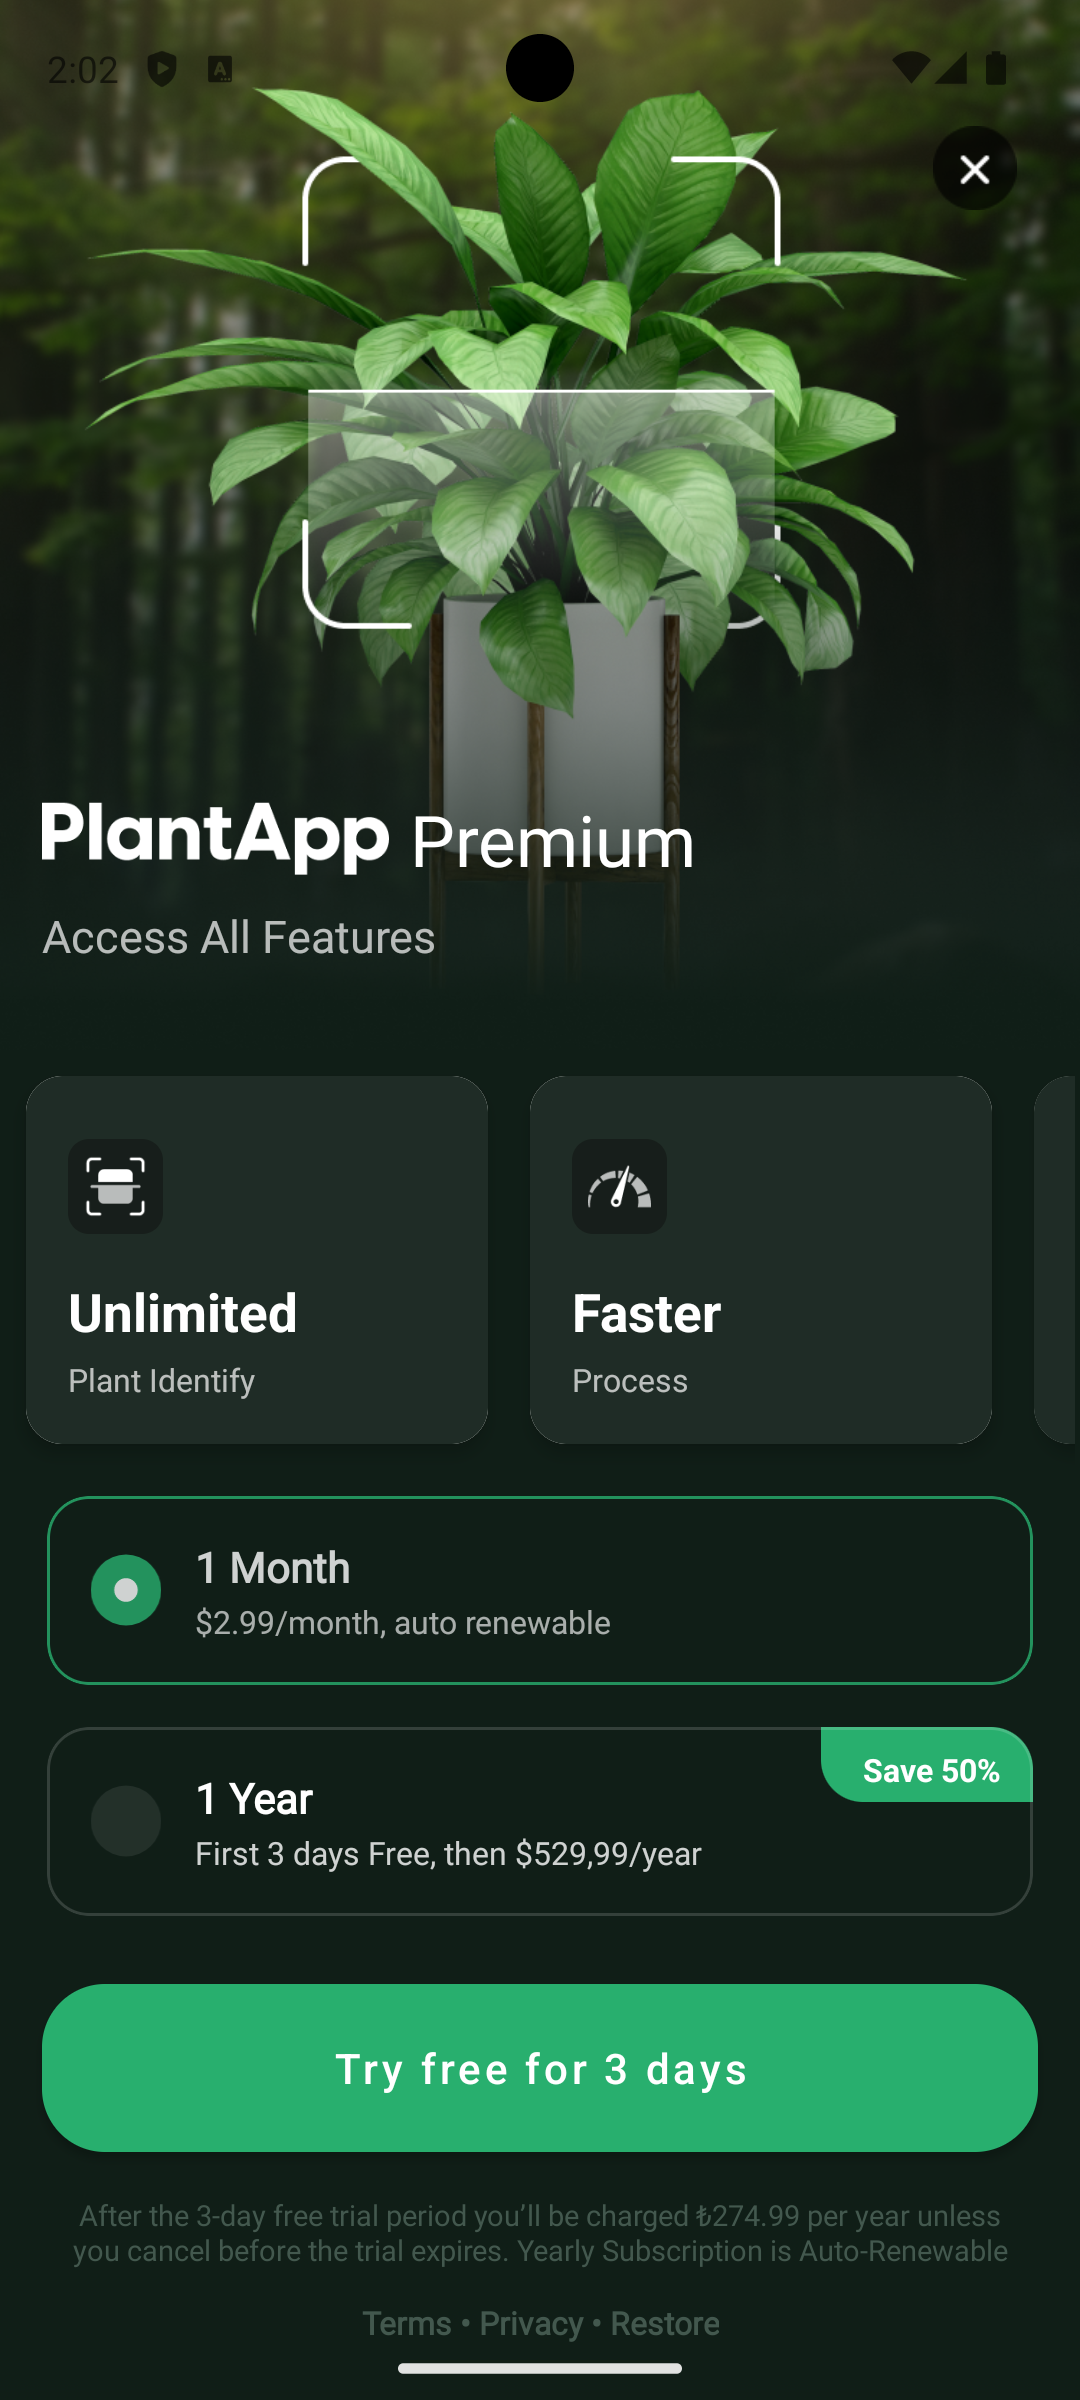 2:02
PlantApp Premium
Access All Features
Unlimited
Plant Identify
Faster
Process
1 Month
$2.99/month, auto renewable
Save 50%
1 Year
First 3 days Free, then $529,99/year
Try free for 3 days
After the 3-day free trial period you’ll be charged ₺274.99 per year unless
you cancel before the trial expires. Yearly Subscription is Auto-Renewable
Terms • Privacy • Restore